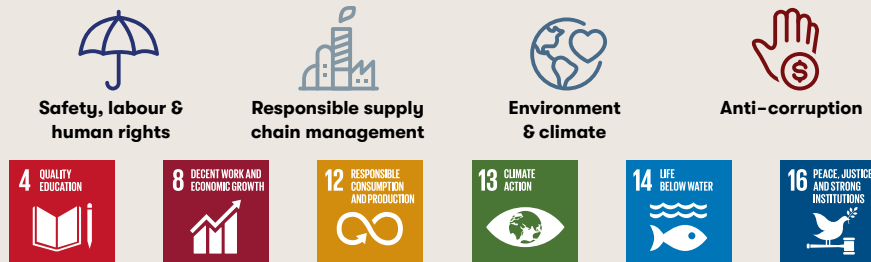 Safety, labour &
human rights
Responsible supply
chain management
Environment
& climate
Anti-corruption
$
4 QUALITY
EDUCATION
8 DECENT WORK AND
ECONOMIC GROWTH
12 RESPONSIBLE
CONSUMPTION
AND PRODUCTION
13 CLIMATE
ACTION
14 LIFE
BELOW WATER
16 PEACE, JUSTICE
AND STRONG
INSTITUTIONS